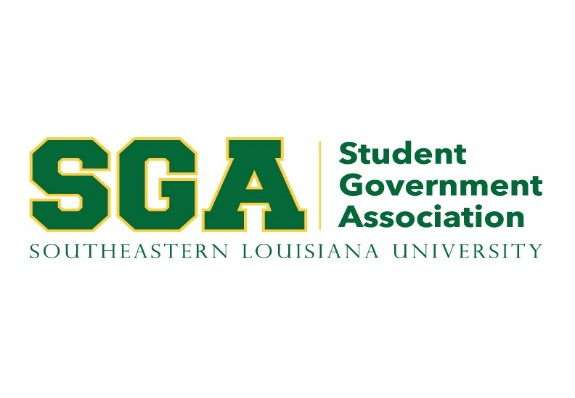 SGA
Student
Government
Association
SOUTHEASTERN LOUISIANA UNIVERSITY